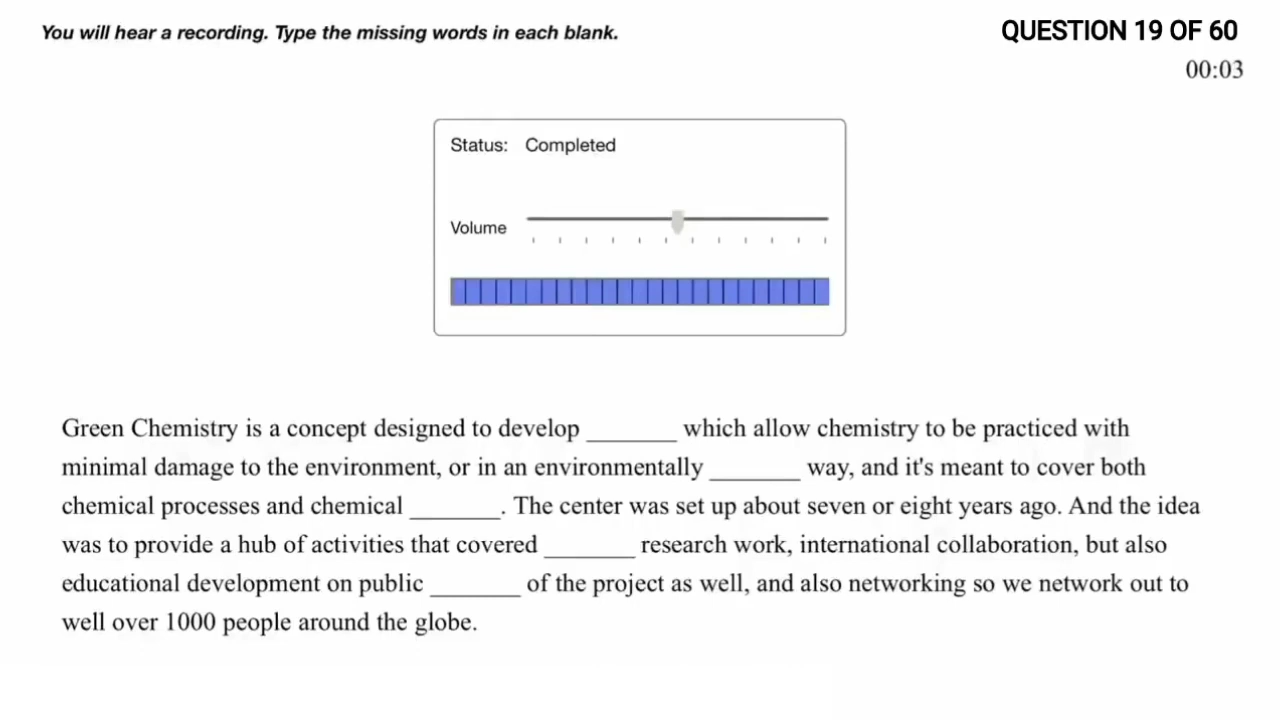 You will hear a recording. Type the missing words in each blank.
QUESTION 19 OF 60
00:03
Status: Completed
Volume
Green Chemistry is a concept designed to develop _______ which allow chemistry to be practiced with
minimal damage to the environment, or in an environmentally _______ way, and it's meant to cover both
chemical processes and chemical _______. The center was set up about seven or eight years ago. And the idea
was to provide a hub of activities that covered _______ research work, international collaboration, but also
educational development on public _______ of the project as well, and also networking so we network out to
well over 1000 people around the globe.